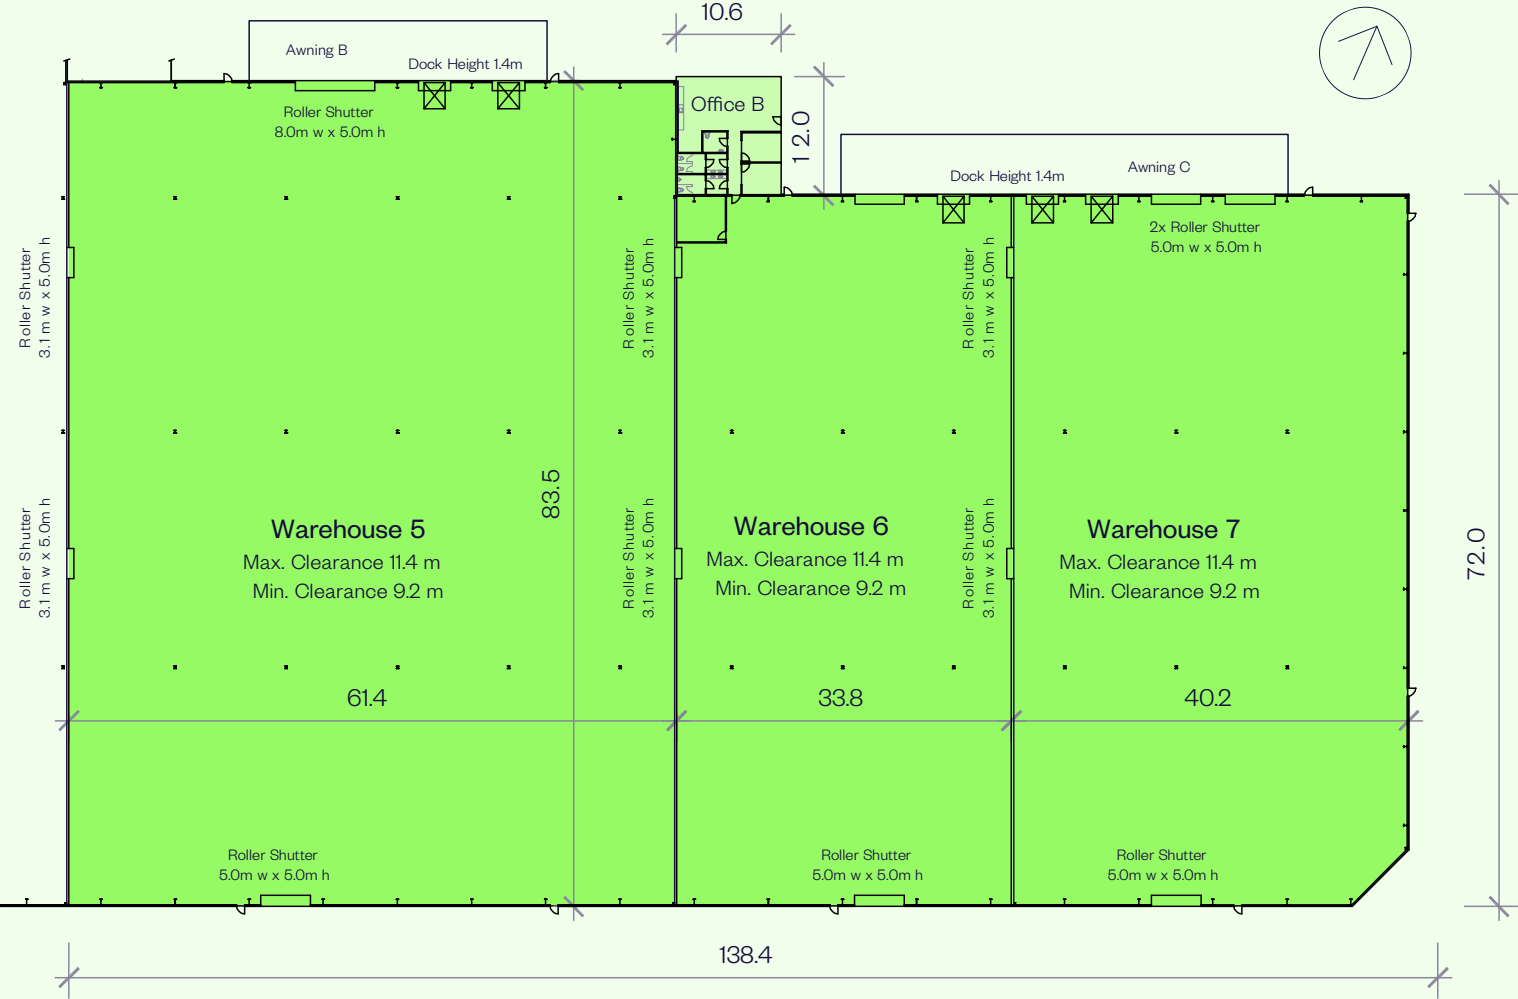 10.6
Awning B
Dock Height 1.4m
Office B
12.0
Roller Shutter
8.0m w x 5.0m h
Dock Height 1.4m
Awning C
2x Roller Shutter
5.0m w x 5.0m h
Roller Shutter
3.1m w x 5.0m h
Roller Shutter
3.1m w x 5.0m h
Roller Shutter
3.1m w x 5.0m h
83.5
Roller Shutter
3.1m w x 5.0m h
Roller Shutter
3.1m w x 5.0m h
Roller Shutter
3.1m w x 5.0m h
Warehouse 5
Max. Clearance 11.4 m
Min. Clearance 9.2 m
Warehouse 6
Max. Clearance 11.4 m
Min. Clearance 9.2 m
Warehouse 7
Max. Clearance 11.4 m
Min. Clearance 9.2 m
72.0
61.4
33.8
40.2
Roller Shutter
5.0m w x 5.0m h
Roller Shutter
5.0m w x 5.0m h
Roller Shutter
5.0m w x 5.0m h
138.4